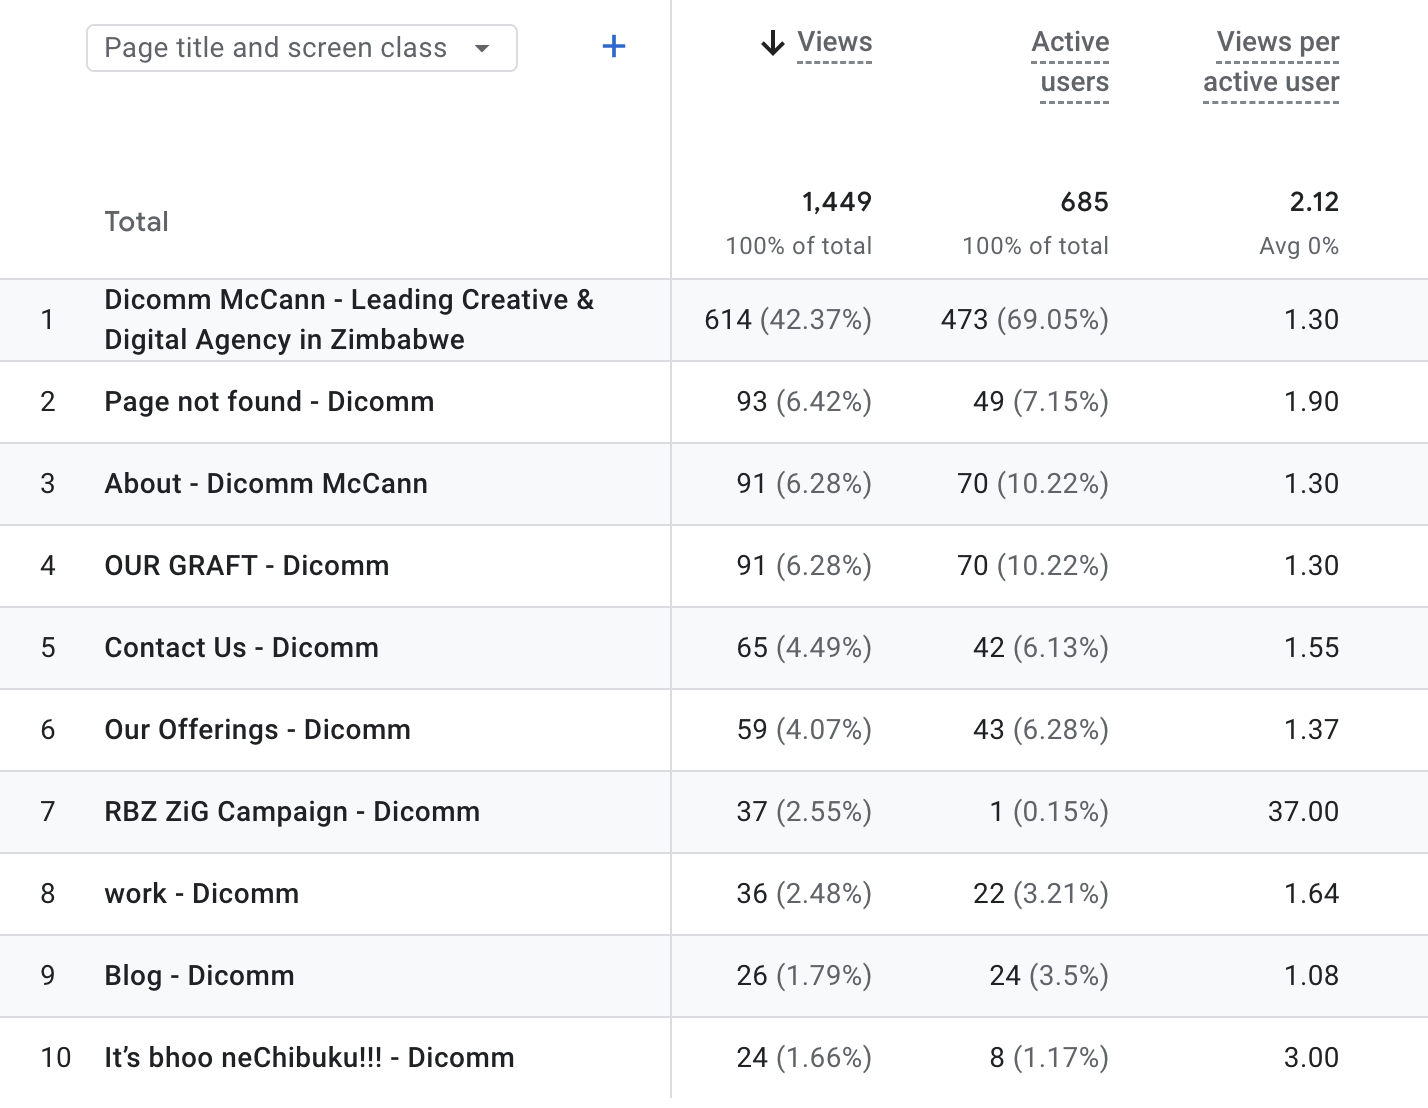 Page title and screen class
+
↓ Views
Active users
Views per active user
Total
1,449
100% of total
685
100% of total
2.12
Avg 0%
1 Dicomm McCann - Leading Creative &
Digital Agency in Zimbabwe 614 (42.37%) 473 (69.05%) 1.30
2 Page not found - Dicomm 93 (6.42%) 49 (7.15%) 1.90
3 About - Dicomm McCann 91 (6.28%) 70 (10.22%) 1.30
4 OUR GRAFT - Dicomm 91 (6.28%) 70 (10.22%) 1.30
5 Contact Us - Dicomm 65 (4.49%) 42 (6.13%) 1.55
6 Our Offerings - Dicomm 59 (4.07%) 43 (6.28%) 1.37
7 RBZ ZiG Campaign - Dicomm 37 (2.55%) 1 (0.15%) 37.00
8 work - Dicomm 36 (2.48%) 22 (3.21%) 1.64
9 Blog - Dicomm 26 (1.79%) 24 (3.5%) 1.08
10 It’s bhoo neChibuku!!! - Dicomm 24 (1.66%) 8 (1.17%) 3.00